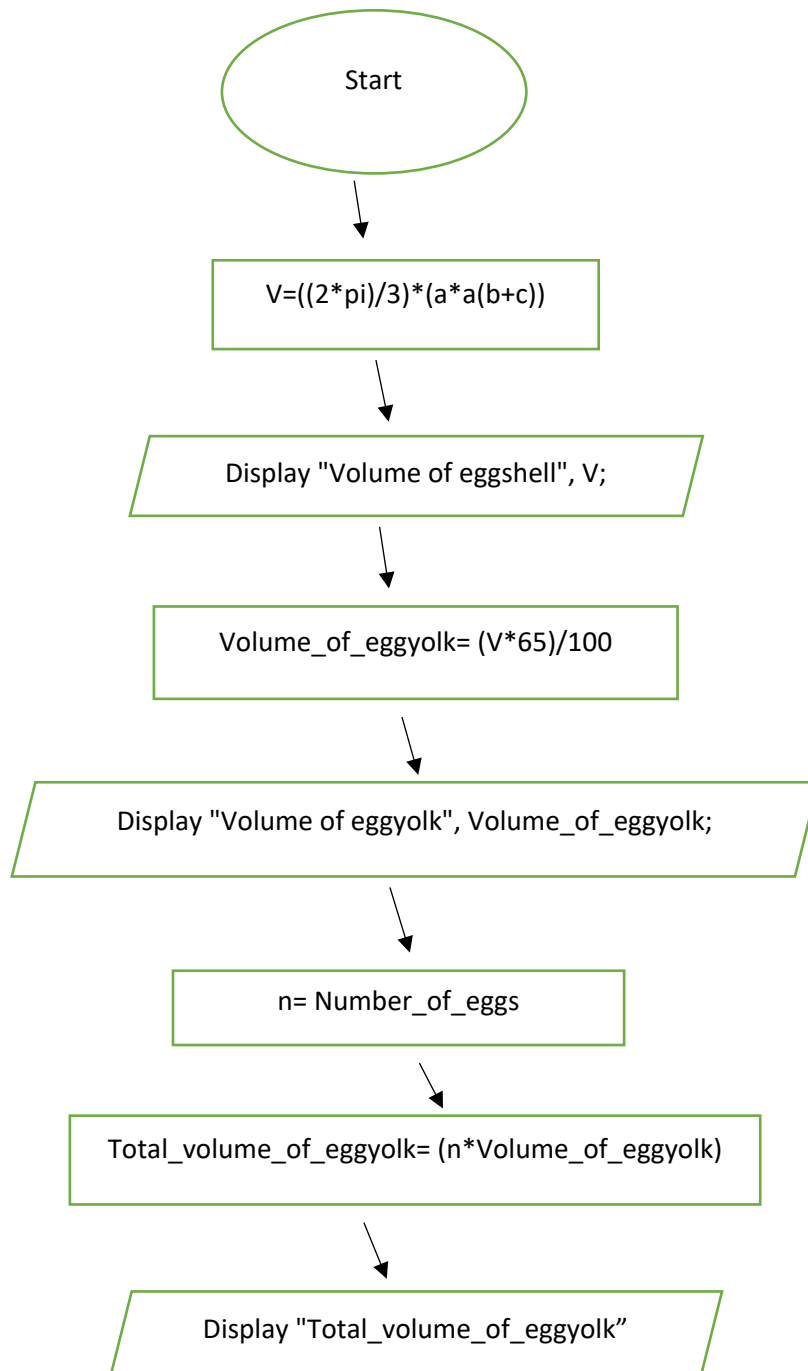 Start
V=((2*pi)/3)*(a*a(b+c))
Display "Volume of eggshell", V;
Volume_of_eggyolk= (V*65)/100
Display "Volume of eggyolk", Volume_of_eggyolk;
n= Number_of_eggs
Total_volume_of_eggyolk= (n*Volume_of_eggyolk)
Display "Total_volume_of_eggyolk”